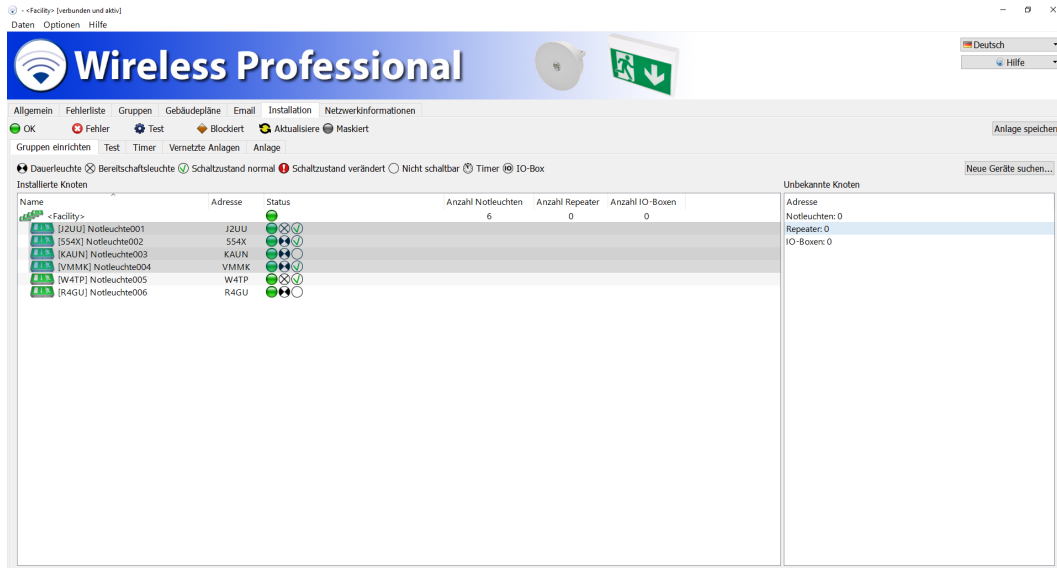 - <Facility> [verbunden und aktiv]
Daten Optionen Hilfe
Wireless Professional
Deutsch
Hilfe
Allgemein Fehlerliste Gruppen Gebäudepläne Email Installation Netzwerkinformationen
OK Fehler Test Blockiert Aktualisiere Maskiert Anlage speichern
Gruppen einrichten Test Timer Vernetzte Anlagen Anlage
Dauerleuchte Bereitschaftsleuchte Schaltzustand normal Schaltzustand verändert Nicht schaltbar Timer IO IO-Box Neue Geräte suchen...
Installierte Knoten Unbekannte Knoten
Name Adresse Status Anzahl Notleuchten Anzahl Repeater Anzahl IO-Boxen Adresse
<Facility> 6 0 0 Notleuchten: 0
[J2UU] Notleuchte001 J2UU Repeater: 0
[554X] Notleuchte002 554X IO-Boxen: 0
[KAUN] Notleuchte003 KAUN
[VMMK] Notleuchte004 VMMK
[W4TP] Notleuchte005 W4TP
[R4GU] Notleuchte006 R4GU